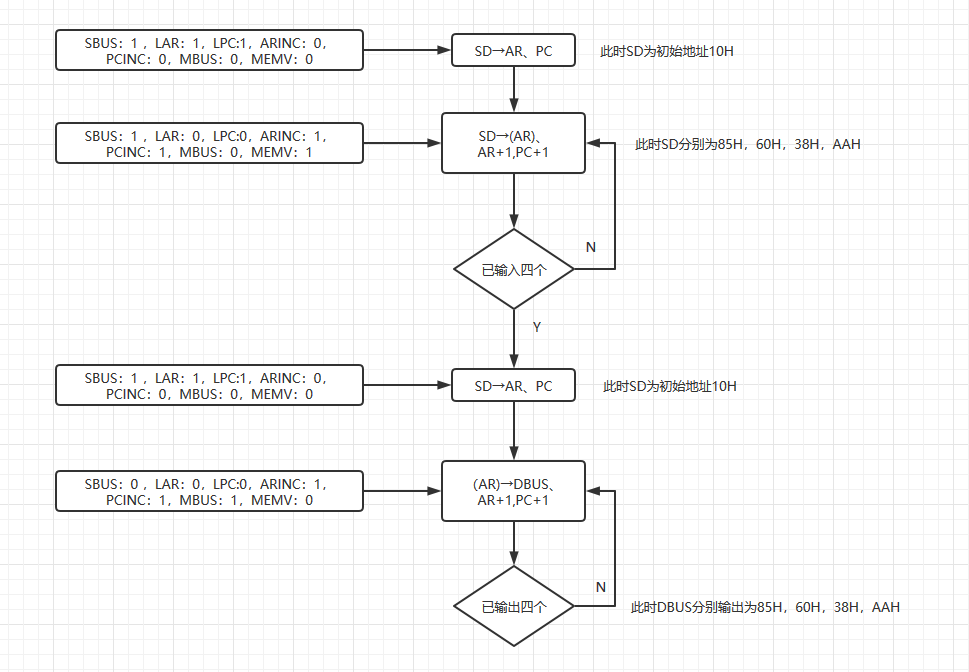 SBUS：1 ，LAR：1，LPC:1，ARINC：0，
PCINC：0，MBUS：0，MEMV：0
SD→AR、PC
此时SD为初始地址10H
SBUS：1 ，LAR：0，LPC:0，ARINC：1，
PCINC：1，MBUS：0，MEMV：1
SD→(AR)、
AR+1,PC+1
此时SD分别为85H，60H，38H，AAH
N
已输入四个
Y
SBUS：1 ，LAR：1，LPC:1，ARINC：0，
PCINC：0，MBUS：0，MEMV：0
SD→AR、PC
此时SD为初始地址10H
SBUS：0 ，LAR：0，LPC:0，ARINC：1，
PCINC：1，MBUS：1，MEMV：0
(AR)→DBUS、
AR+1,PC+1
N
已输出四个
此时DBUS分别输出为85H，60H，38H，AAH